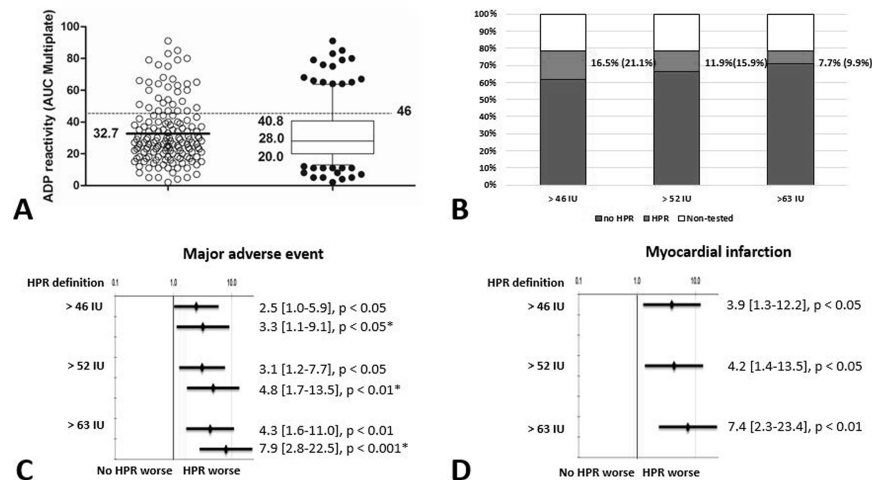 ADP reactivity (AUC Multiplate)
100
80
60
40
20
0
32.7
40.8
28.0
20.0
46
A
100%
90%
80%
70%
60%
50%
40%
30%
20%
10%
0%
16.5% (21.1%)
11.9%(15.9%)
7.7% (9.9%)
> 46 IU
> 52 IU
>63 IU
no HPR HPR Non-tested
B
Major adverse event
HPR definition
0.1 1.0 10.0
> 46 IU
2.5 [1.0-5.9], p < 0.05
3.3 [1.1-9.1], p < 0.05*
> 52 IU
3.1 [1.2-7.7], p < 0.05
4.8 [1.7-13.5], p < 0.01*
> 63 IU
4.3 [1.6-11.0], p < 0.01
7.9 [2.8-22.5], p < 0.001*
No HPR worse HPR worse
C
Myocardial infarction
HPR definition
0.1 1.0 10.0
> 46 IU
3.9 [1.3-12.2], p < 0.05
> 52 IU
4.2 [1.4-13.5], p < 0.05
> 63 IU
7.4 [2.3-23.4], p < 0.01
No HPR worse HPR worse
D